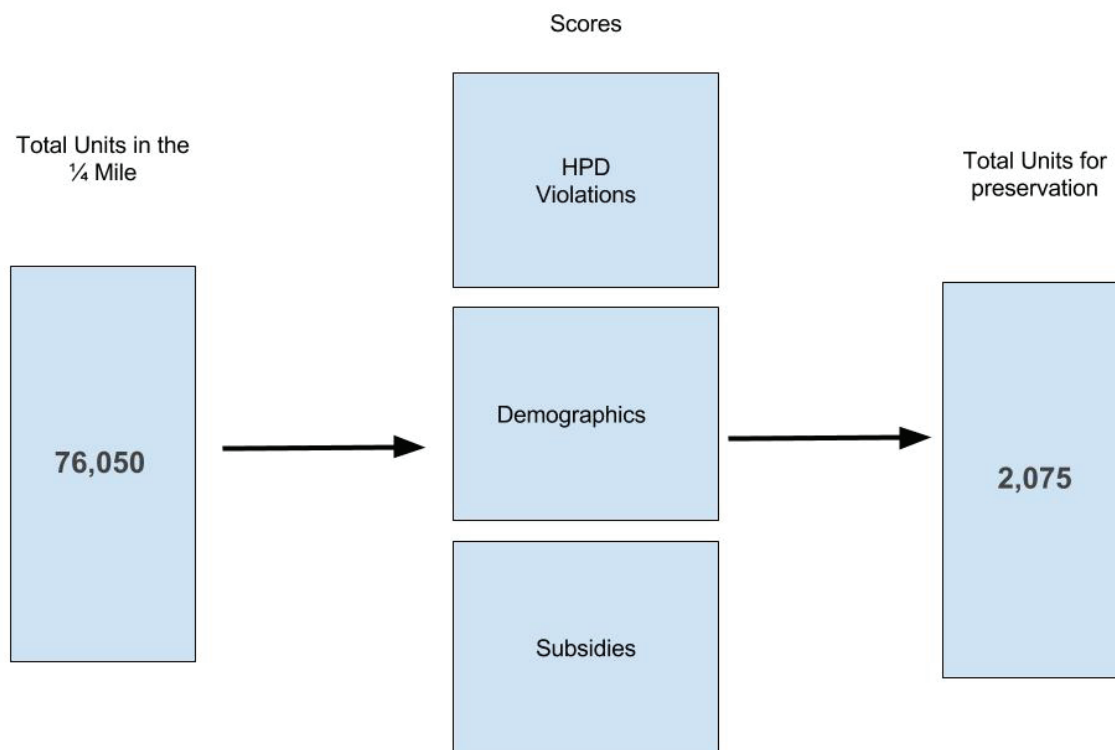 Scores
Total Units in the
¼ Mile
76,050
HPD
Violations
Demographics
Subsidies
Total Units for
preservation
2,075